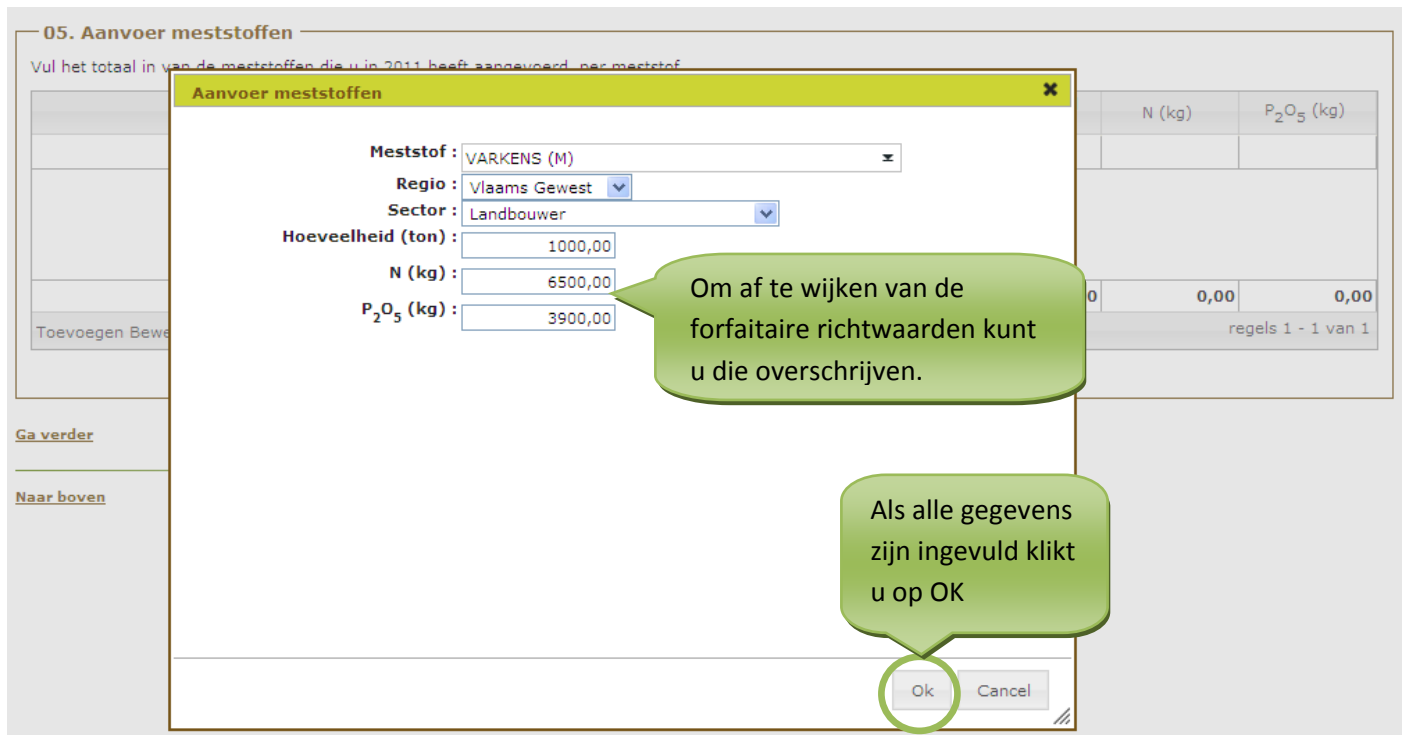 05. Aanvoer meststoffen
Vul het totaal in van de meststoffen die u in 2011 heeft aangevoerd, per meststof
Aanvoer meststoffen
N (kg) P2O5 (kg)
Meststof : VARKENS (M)
Regio : Vlaams Gewest
Sector : Landbouwer
Hoeveelheid (ton) : 1000,00
N (kg) : 6500,00
P2O5 (kg) : 3900,00
Om af te wijken van de
forfaitaire richtwaarden kunt
u die overschrijven.
0 0,00 0,00
Toevoegen Bewe
regels 1 - 1 van 1
Ga verder
Naar boven
Als alle gegevens
zijn ingevuld klikt
u op OK
Ok Cancel